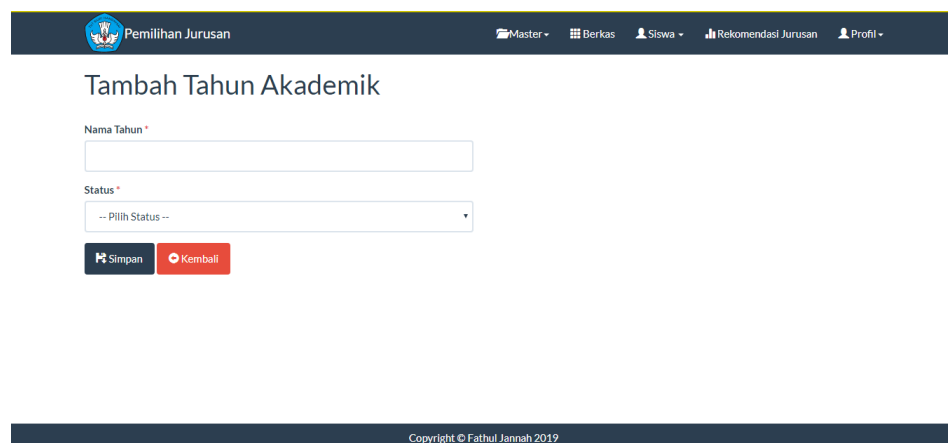 Pemilihan Jurusan Master Berkas Siswa Rekomendasi Jurusan Profil
Tambah Tahun Akademik
Nama Tahun *
Status *
-- Pilih Status --
Simpan Kembali
Copyright © Fathul Jannah 2019